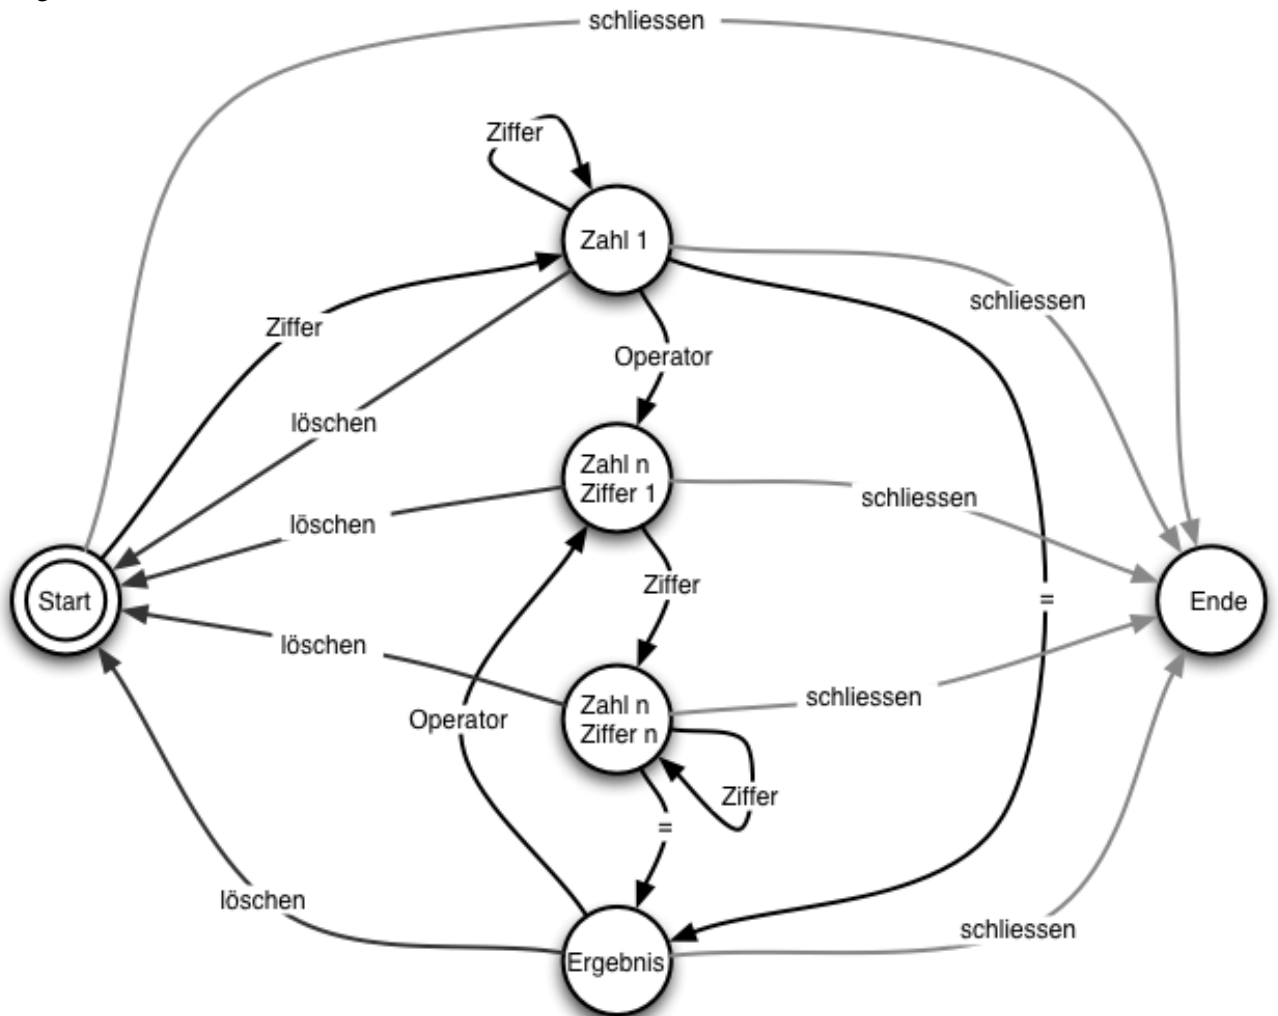 schliessen
Ziffer
Zahl 1
schliessen
Ziffer
Operator
löschen
Zahl n
Ziffer 1
schliessen
löschen
Ziffer
Start
=
Ende
löschen
Zahl n
Ziffer n
schliessen
Operator
Ziffer
=
löschen
schliessen
Ergebnis